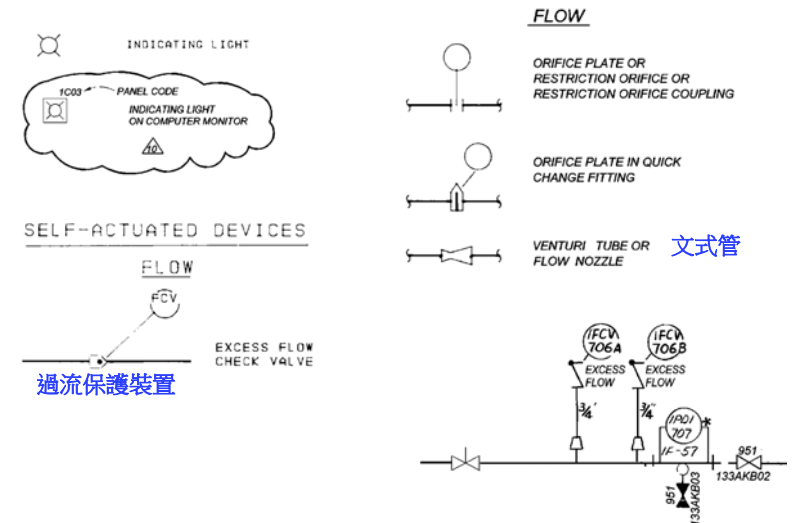 INDICATING LIGHT
1C03
PANEL CODE
INDICATING LIGHT
ON COMPUTER MONITOR
10
SELF-ACTUATED DEVICES
FLOW
FCV
EXCESS FLOW
CHECK VALVE
過流保護裝置
FLOW
ORIFICE PLATE OR
RESTRICTION ORIFICE OR
RESTRICTION ORIFICE COUPLING
ORIFICE PLATE IN QUICK
CHANGE FITTING
VENTURI TUBE OR
FLOW NOZZLE
文式管
1FCV
706A
1FCV
706B
EXCESS
FLOW
EXCESS
FLOW
3/4'
3/4"
1PDI
707
*
1F-57
951
133AKB02
951
133AKB03